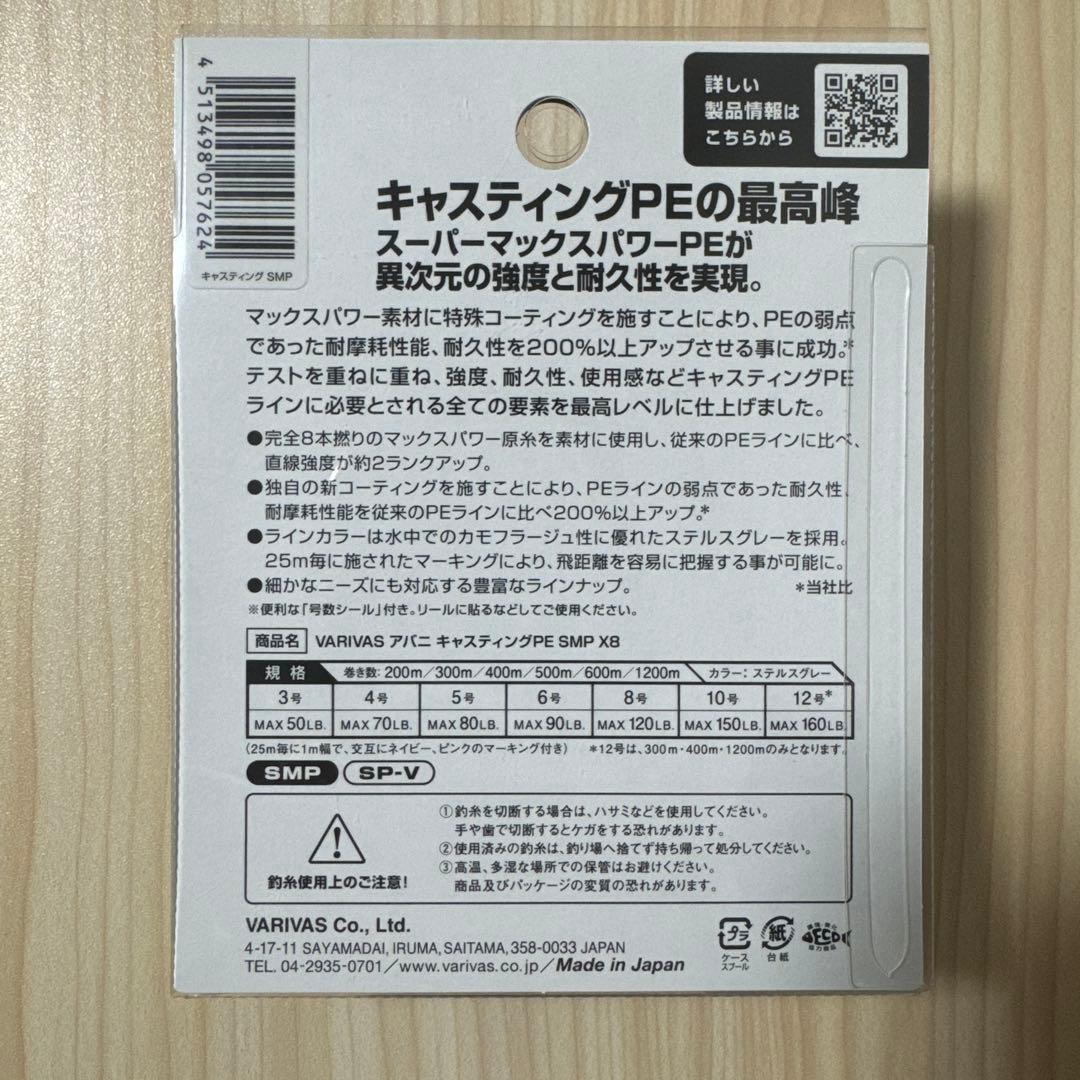 4 513498 057624
キャスティング SMP
詳しい
製品情報は
こちらから
キャスティングPEの最高峰
スーパーマックスパワーPEが
異次元の強度と耐久性を実現。
マックスパワー素材に特殊コーティングを施すことにより、PEの弱点
であった耐摩耗性能、耐久性を200%以上アップさせる事に成功。*
テストを重ねに重ね、強度、耐久性、使用感などキャスティングPE
ラインに必要とされる全ての要素を最高レベルに仕上げました。
●完全8本撚りのマックスパワー原糸を素材に使用し、従来のPEラインに比べ、
直線強度が約2ランクアップ。
●独自の新コーティングを施すことにより、PEラインの弱点であった耐久性、
耐摩耗性能を従来のPEラインに比べ200%以上アップ。*
●ラインカラーは水中でのカモフラージュ性に優れたステルスグレーを採用。
25m毎に施されたマーキングにより、飛距離を容易に把握する事が可能に。
●細かなニーズにも対応する豊富なラインナップ。 *当社比
※便利な「号数シール」付き。リールに貼るなどしてご使用ください。
商品名 VARIVAS アバニ キャスティングPE SMP X8
規格 巻き数:200m/300m/400m/500m/600m/1200m カラー:ステルスグレー
3号 4号 5号 6号 8号 10号 12号*
MAX 50LB. MAX 70LB. MAX 80LB. MAX 90LB. MAX 120LB. MAX 150LB. MAX 160LB.
(25m毎に1m幅で、交互にネイビー、ピンクのマーキング付き) *12号は、300m・400m・1200mのみとなります。
SMP SP-V
釣糸使用上のご注意!
①釣糸を切断する場合は、ハサミなどを使用してください。
手や歯で切断するとケガをする恐れがあります。
②使用済みの釣糸は、釣り場へ捨てず持ち帰って処分してください。
③高温、多湿な場所での保管はお避けください。
商品及びパッケージの変質の恐れがあります。
VARIVAS Co., Ltd.
4-17-11 SAYAMADAI, IRUMA, SAITAMA, 358-0033 JAPAN
TEL. 04-2935-0701/www.varivas.co.jp/Made in Japan
プラ
ケース
スプール
紙
台紙